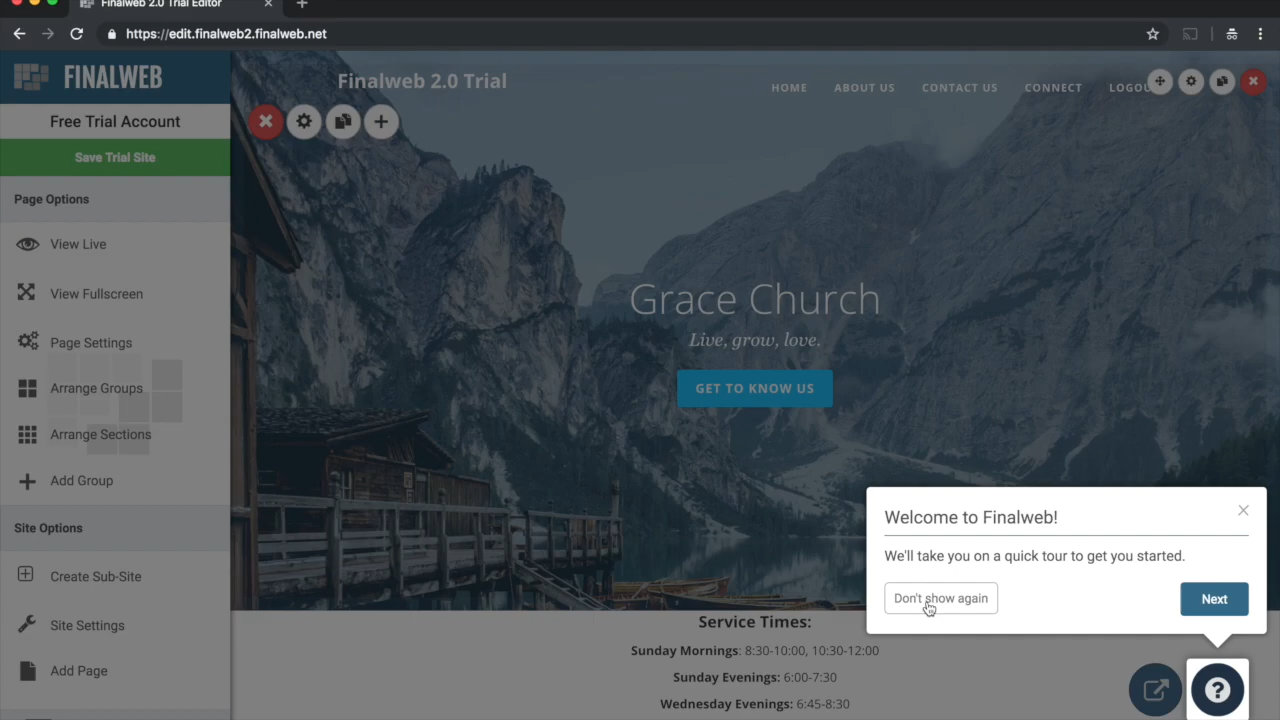 Finalweb 2.0 Trial Editor
https://edit.finalweb2.finalweb.net
FINALWEB
Free Trial Account
Save Trial Site
Page Options
View Live
View Fullscreen
Page Settings
Arrange Groups
Arrange Sections
Add Group
Site Options
Create Sub-Site
Site Settings
Add Page
Finalweb 2.0 Trial
HOME ABOUT US CONTACT US CONNECT LOGOU
Grace Church
Live, grow, love.
GET TO KNOW US
Service Times:
Sunday Mornings: 8:30-10:00, 10:30-12:00
Sunday Evenings: 6:00-7:30
Wednesday Evenings: 6:45-8:30
Welcome to Finalweb!
We'll take you on a quick tour to get you started.
Don't show again
Next